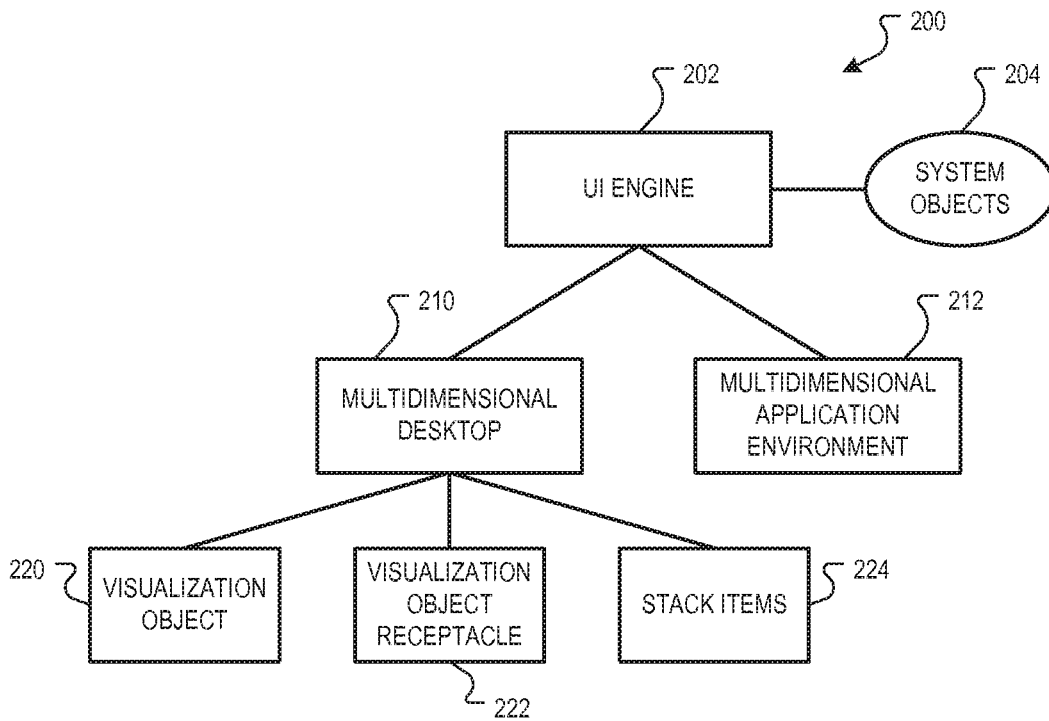 200
202
204
UI ENGINE
SYSTEM
OBJECTS
210
212
MULTIDIMENSIONAL
DESKTOP
MULTIDIMENSIONAL
APPLICATION
ENVIRONMENT
220
VISUALIZATION
OBJECT
VISUALIZATION
OBJECT
RECEPTACLE
STACK ITEMS
224
222